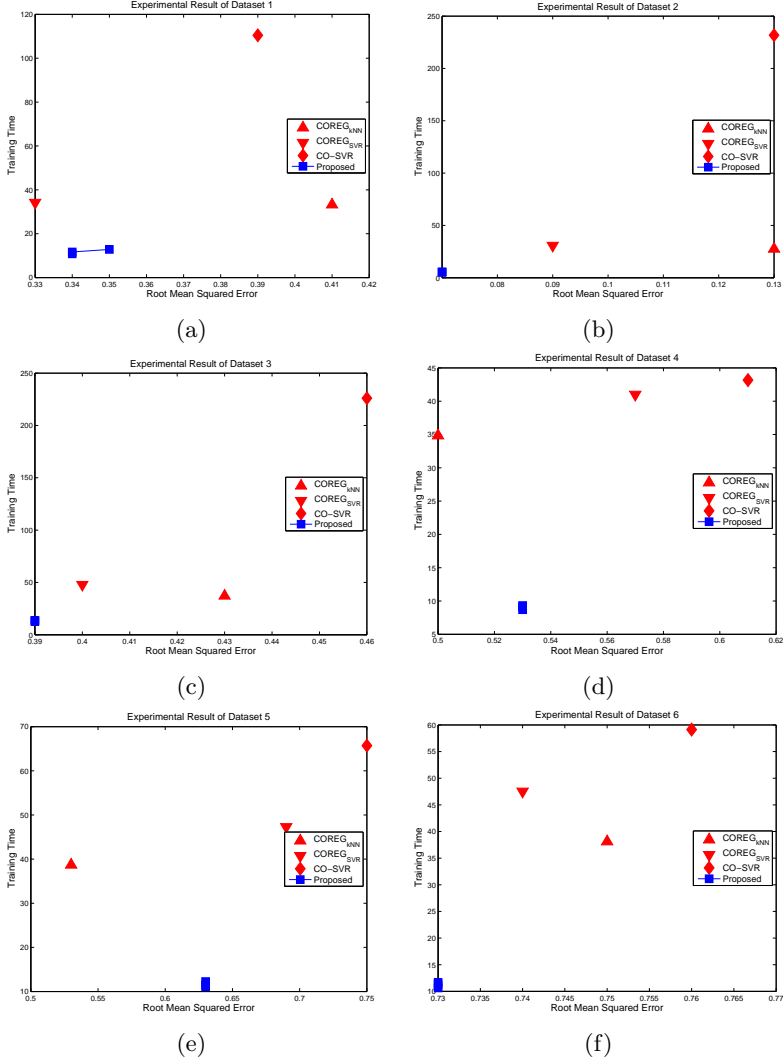 Experimental Result of Dataset 1
120
100
80
60
40
20
0
Training Time
COREG kNN
COREG SVR
CO−SVR
Proposed
0.33 0.34 0.35 0.36 0.37 0.38 0.39 0.4 0.41 0.42
Root Mean Squared Error
(a)
Experimental Result of Dataset 2
250
200
150
100
50
0
Training Time
COREG kNN
COREG SVR
CO−SVR
Proposed
0.08 0.09 0.1 0.11 0.12 0.13
Root Mean Squared Error
(b)
Experimental Result of Dataset 3
250
200
150
100
50
0
Training Time
COREG kNN
COREG SVR
CO−SVR
Proposed
0.39 0.4 0.41 0.42 0.43 0.44 0.45 0.46
Root Mean Squared Error
(c)
Experimental Result of Dataset 4
45
40
35
30
25
20
15
10
5
Training Time
COREG kNN
COREG SVR
CO−SVR
Proposed
0.5 0.52 0.54 0.56 0.58 0.6 0.62
Root Mean Squared Error
(d)
Experimental Result of Dataset 5
70
60
50
40
30
20
10
Training Time
COREG kNN
COREG SVR
CO−SVR
Proposed
0.5 0.55 0.6 0.65 0.7 0.75
Root Mean Squared Error
(e)
Experimental Result of Dataset 6
60
55
50
45
40
35
30
25
20
15
10
Training Time
COREG kNN
COREG SVR
CO−SVR
Proposed
0.73 0.735 0.74 0.745 0.75 0.755 0.76 0.765 0.77
Root Mean Squared Error
(f)